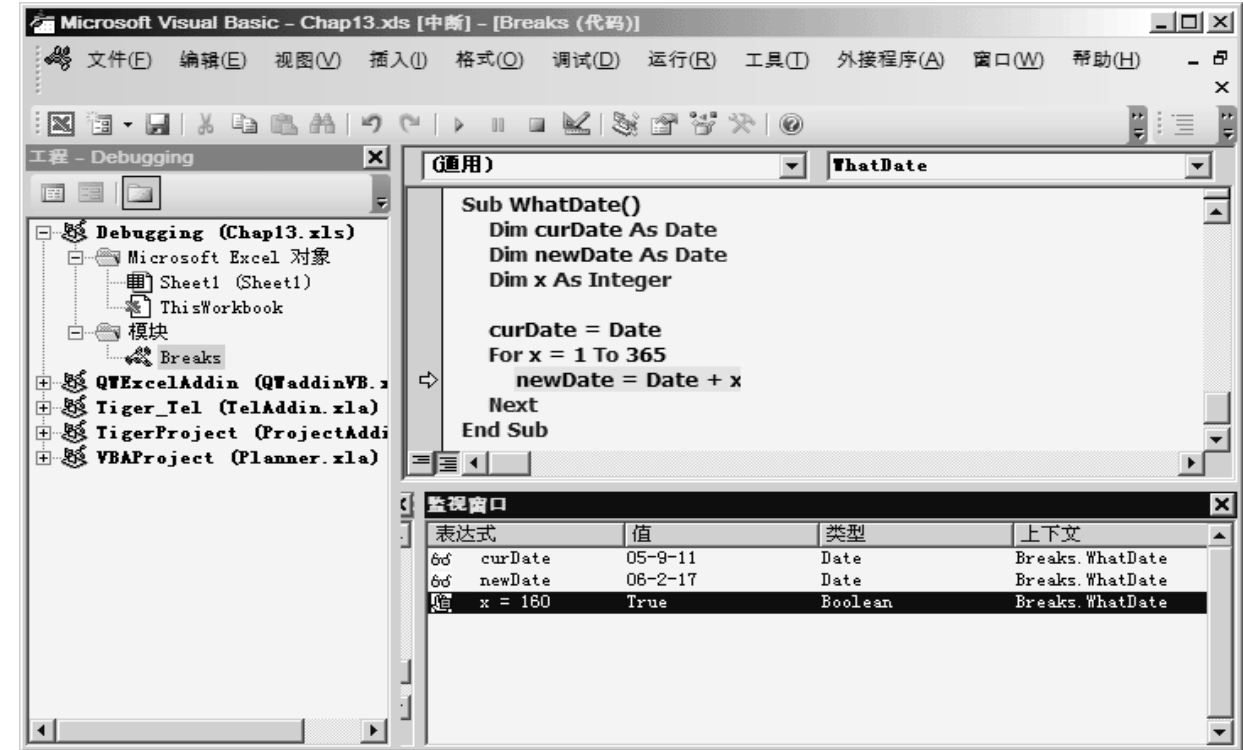 Microsoft Visual Basic - Chap13.xls [中断] - [Breaks (代码)]
文件(F) 编辑(E) 视图(V) 插入(I) 格式(O) 调试(D) 运行(R) 工具(T) 外接程序(A) 窗口(W) 帮助(H)
工程 - Debugging
Debugging (Chap13.xls)
Microsoft Excel 对象
Sheet1 (Sheet1)
ThisWorkbook
模块
Breaks
QTExcelAddin (QTaddinVB.x
Tiger_Tel (TelAddin.xla)
TigerProject (ProjectAddi
VBAProject (Planner.xla)
(通用) WhatDate
Sub WhatDate()
Dim curDate As Date
Dim newDate As Date
Dim x As Integer
curDate = Date
For x = 1 To 365
newDate = Date + x
Next
End Sub
监视窗口
表达式 值 类型 上下文
curDate 05-9-11 Date Breaks.WhatDate
newDate 06-2-17 Date Breaks.WhatDate
x = 160 True Boolean Breaks.WhatDate